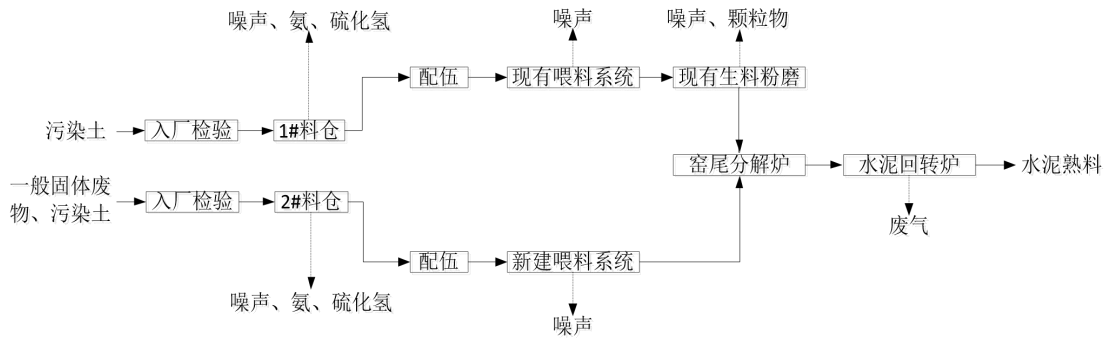 噪声、氨、硫化氢
噪声
噪声、颗粒物
配伍
现有喂料系统
现有生料粉磨
污染土
入厂检验
1#料仓
窑尾分解炉
水泥回转炉
水泥熟料
一般固体废
物、污染土
入厂检验
2#料仓
废气
配伍
新建喂料系统
噪声、氨、硫化氢
噪声